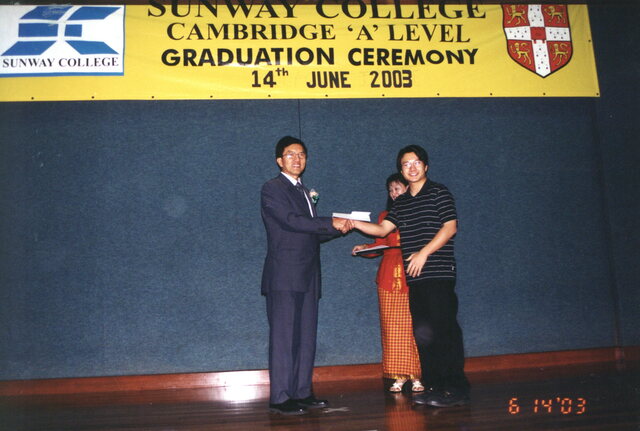 SUNWAY COLLEGE
SUNWAY COLLEGE
CAMBRIDGE 'A' LEVEL
GRADUATION CEREMONY
14th JUNE 2003
6 14 '03